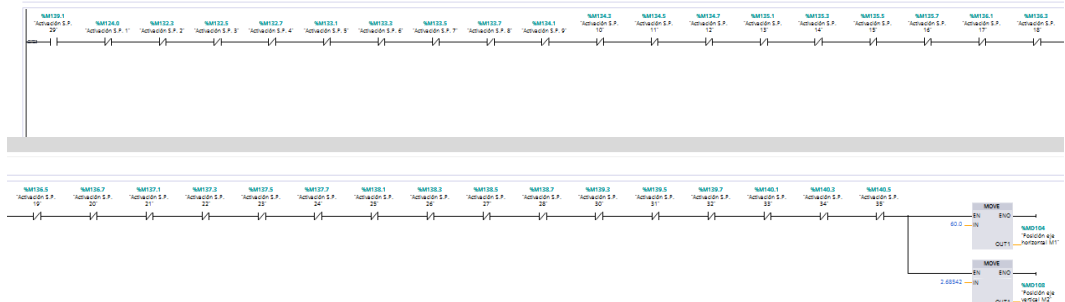 %M139.1 %M124.0 %M132.3 %M132.5 %M132.7 %M133.1 %M133.3 %M133.5 %M133.7 %M134.1 %M134.3 %M134.5 %M134.7 %M135.1 %M135.3 %M135.5 %M135.7 %M136.1 %M136.3
"Activación S.P. "Activación S.P. 1" "Activación S.P. 2" "Activación S.P. 3" "Activación S.P. 4" "Activación S.P. 5" "Activación S.P. 6" "Activación S.P. 7" "Activación S.P. 8" "Activación S.P. 9" "Activación S.P. "Activación S.P. "Activación S.P. "Activación S.P. "Activación S.P. "Activación S.P. "Activación S.P. "Activación S.P. "Activación S.P.
29" 10" 11" 12" 13" 14" 15" 16" 17" 18"
%M136.5 %M136.7 %M137.1 %M137.3 %M137.5 %M137.7 %M138.1 %M138.3 %M138.5 %M138.7 %M139.3 %M139.5 %M139.7 %M140.1 %M140.3 %M140.5
"Activación S.P. "Activación S.P. "Activación S.P. "Activación S.P. "Activación S.P. "Activación S.P. "Activación S.P. "Activación S.P. "Activación S.P. "Activación S.P. "Activación S.P. "Activación S.P. "Activación S.P. "Activación S.P. "Activación S.P. "Activación S.P.
19" 20" 21" 22" 23" 24" 25" 26" 27" 28" 30" 31" 32" 33" 34" 35"
MOVE
EN ENO
60.0 IN
%MD104
"Posición eje
OUT1 horizontal M1"
MOVE
EN ENO
2.68542 IN
%MD108
"Posición eje
OUT1 vertical M2"